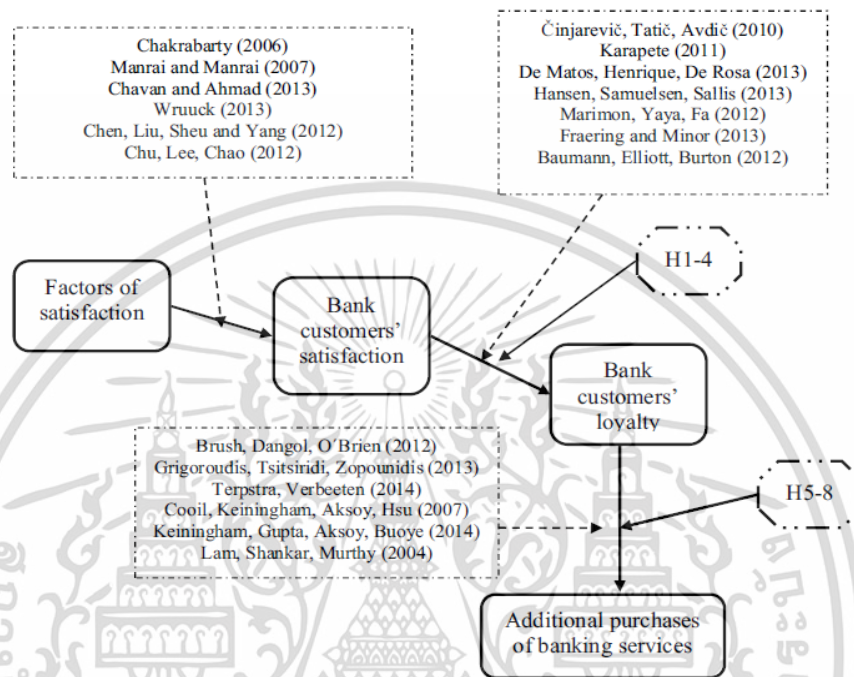 Chakrabarty (2006)
Manrai and Manrai (2007)
Chavan and Ahmad (2013)
Wruuck (2013)
Chen, Liu, Sheu and Yang (2012)
Chu, Lee, Chao (2012)
Činjarevič, Tatič, Avdič (2010)
Karapete (2011)
De Matos, Henrique, De Rosa (2013)
Hansen, Samuelsen, Sallis (2013)
Marimon, Yaya, Fa (2012)
Fraering and Minor (2013)
Baumann, Elliott, Burton (2012)
H1-4
Factors of
satisfaction
Bank
customers’
satisfaction
Bank
customers’
loyalty
Brush, Dangol, O´Brien (2012)
Grigoroudis, Tsitsiridi, Zopounidis (2013)
Terpstra, Verbeeten (2014)
Cooil, Keiningham, Aksoy, Hsu (2007)
Keiningham, Gupta, Aksoy, Buoye (2014)
Lam, Shankar, Murthy (2004)
H5-8
Additional purchases
of banking services